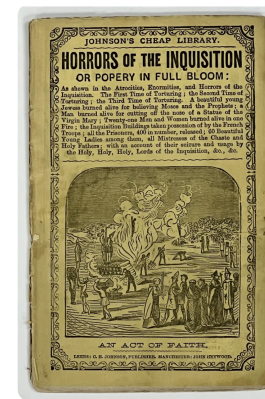 JOHNSON'S CHEAP LIBRARY.
HORRORS OF THE INQUISITION
OR POPERY IN FULL BLOOM:
As shewn in the Atrocities, Enormities, and Horrors of the
Inquisition. The First Time of Torturing; the Second Time of
Torturing; the Third Time of Torturing. A beautiful young
Jewess burned alive for believing Moses and the Prophets; a
Man burned alive for cutting off the nose of a Statue of the
Virgin Mary; Twenty-one Men and Women burned alive in one
Fire; the Inquisition Buildings taken possession of by the French
Troops; all the Prisoners, 400 in number, released; 60 Beautiful
Young Ladies among them, all Mistresses of the Chaste and
Holy Fathers; with an account of their seizure and usage by
the Holy, Holy, Holy, Lords of the Inquisition, &c., &c.
AN ACT OF FAITH.
LEEDS: C. H. JOHNSON, PUBLISHER. MANCHESTER: JOHN HEYWOOD.